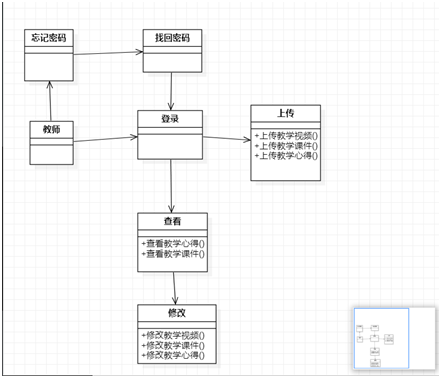 忘记密码
找回密码
教师
登录
上传
+上传教学视频()
+上传教学课件()
+上传教学心得()
查看
+查看教学心得()
+查看教学课件()
修改
+修改教学视频()
+修改教学课件()
+修改教学心得()